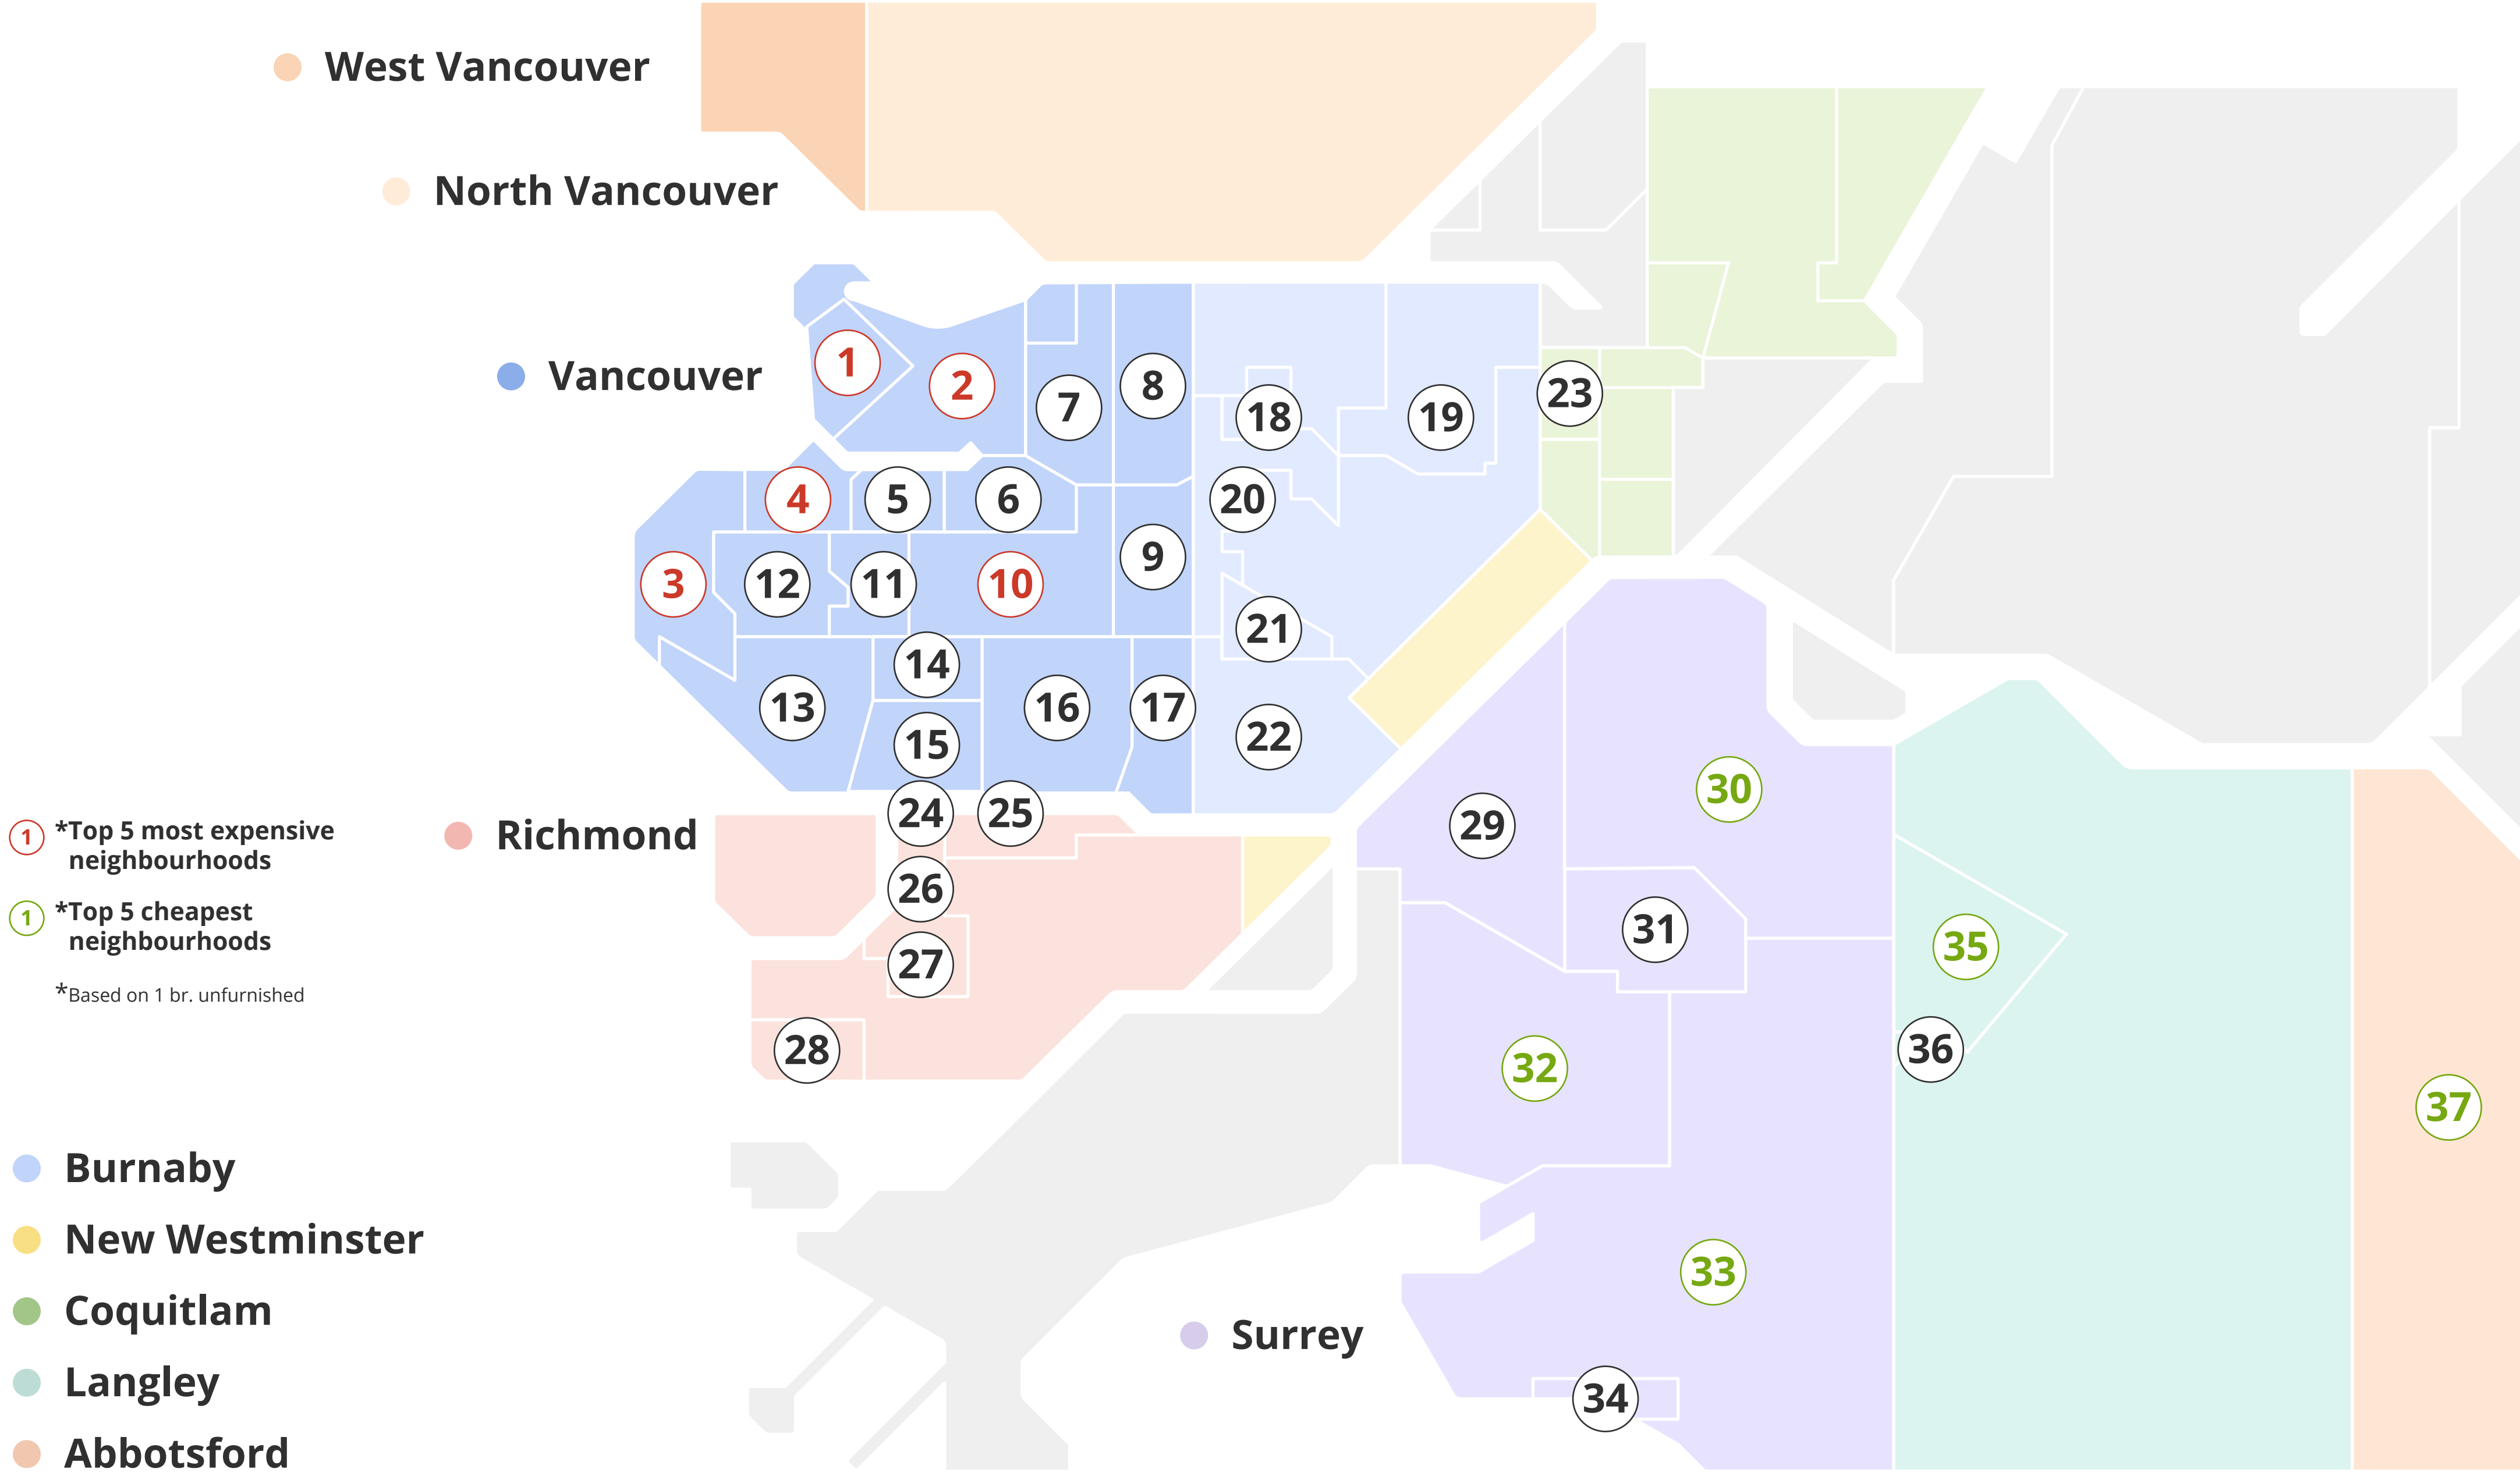 West Vancouver
North Vancouver
Vancouver
1
2
7
8
18
19
23
4
5
6
20
3
12
11
10
9
21
14
13
16
17
15
22
24
25
Richmond
1 *Top 5 most expensive
neighbourhoods
1 *Top 5 cheapest
neighbourhoods
*Based on 1 br. unfurnished
26
27
28
29
30
31
32
33
34
35
36
37
Surrey
Burnaby
New Westminster
Coquitlam
Langley
Abbotsford